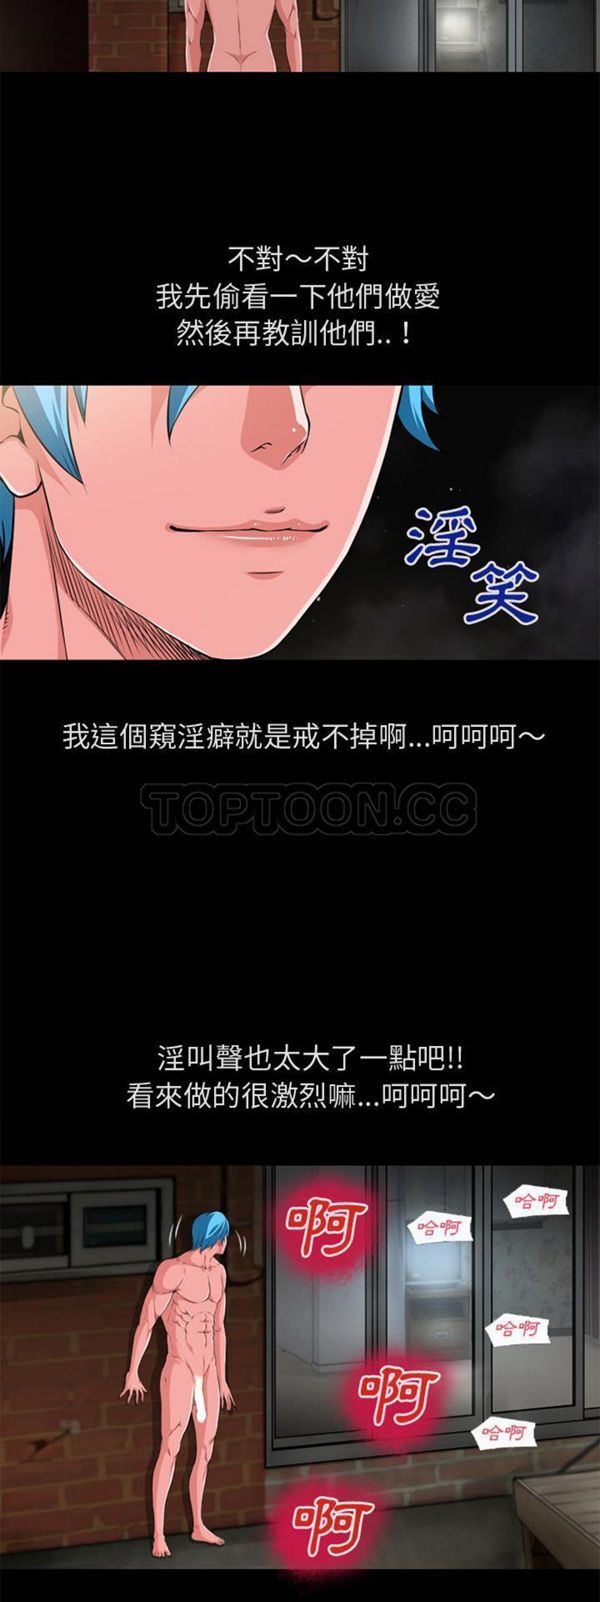 不對～不對
我先偷看一下他們做愛
然後再教訓他們..！
淫笑
我這個窺淫癖就是戒不掉啊...呵呵呵～
TOPTOON.CC
淫叫聲也太大了一點吧!!
看來做的很激烈嘛...呵呵呵～
啊
哈啊
哈啊
哈啊
啊
哈啊
啊